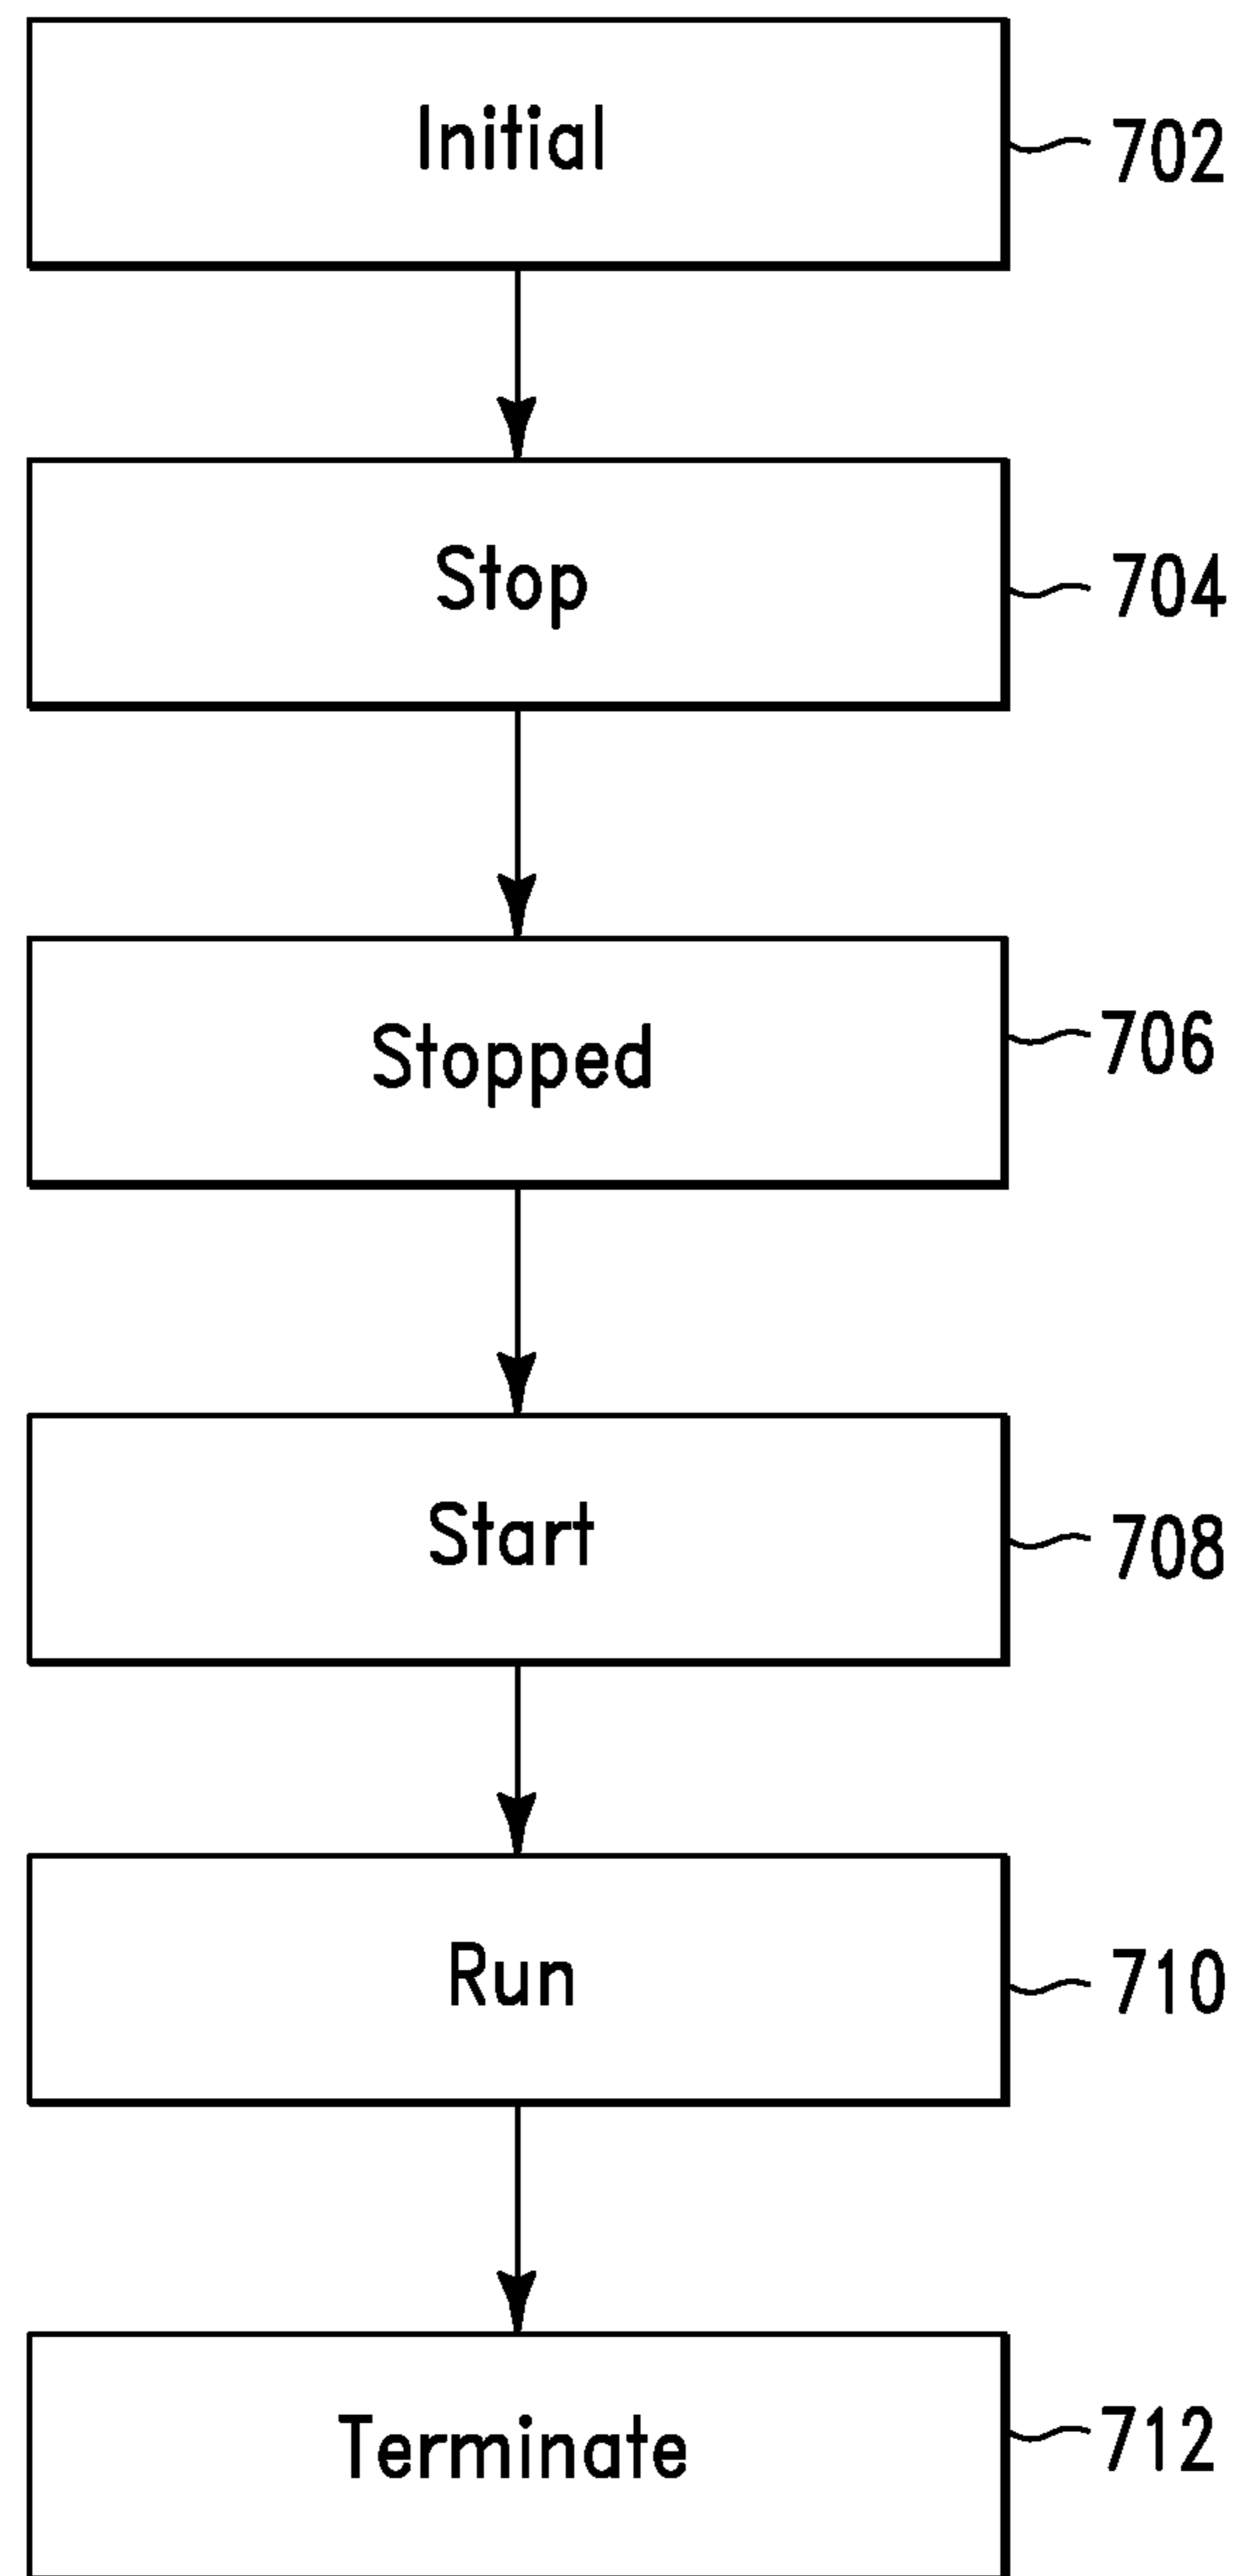 Initial
702
Stop
704
Stopped
706
Start
708
Run
710
Terminate
712